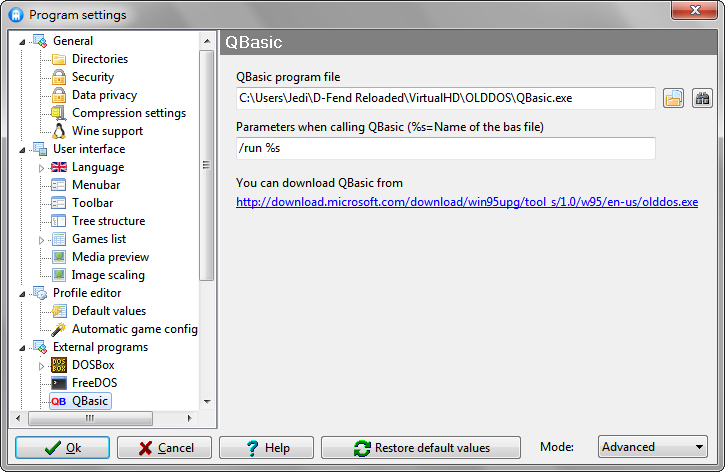 Program settings
General
Directories
Security
Data privacy
Compression settings
Wine support
User interface
Language
Menubar
Toolbar
Tree structure
Games list
Media preview
Image scaling
Profile editor
Default values
Automatic game config
External programs
DOSBox
FreeDOS
QB QBasic
QBasic
QBasic program file
C:\Users\Jedi\D-Fend Reloaded\VirtualHD\OLDDOS\QBasic.exe
Parameters when calling QBasic (%s=Name of the bas file)
/run %s
You can download QBasic from
http://download.microsoft.com/download/win95upg/tool_s/1.0/w95/en-us/olddos.exe
Ok
Cancel
? Help
Restore default values
Mode:
Advanced